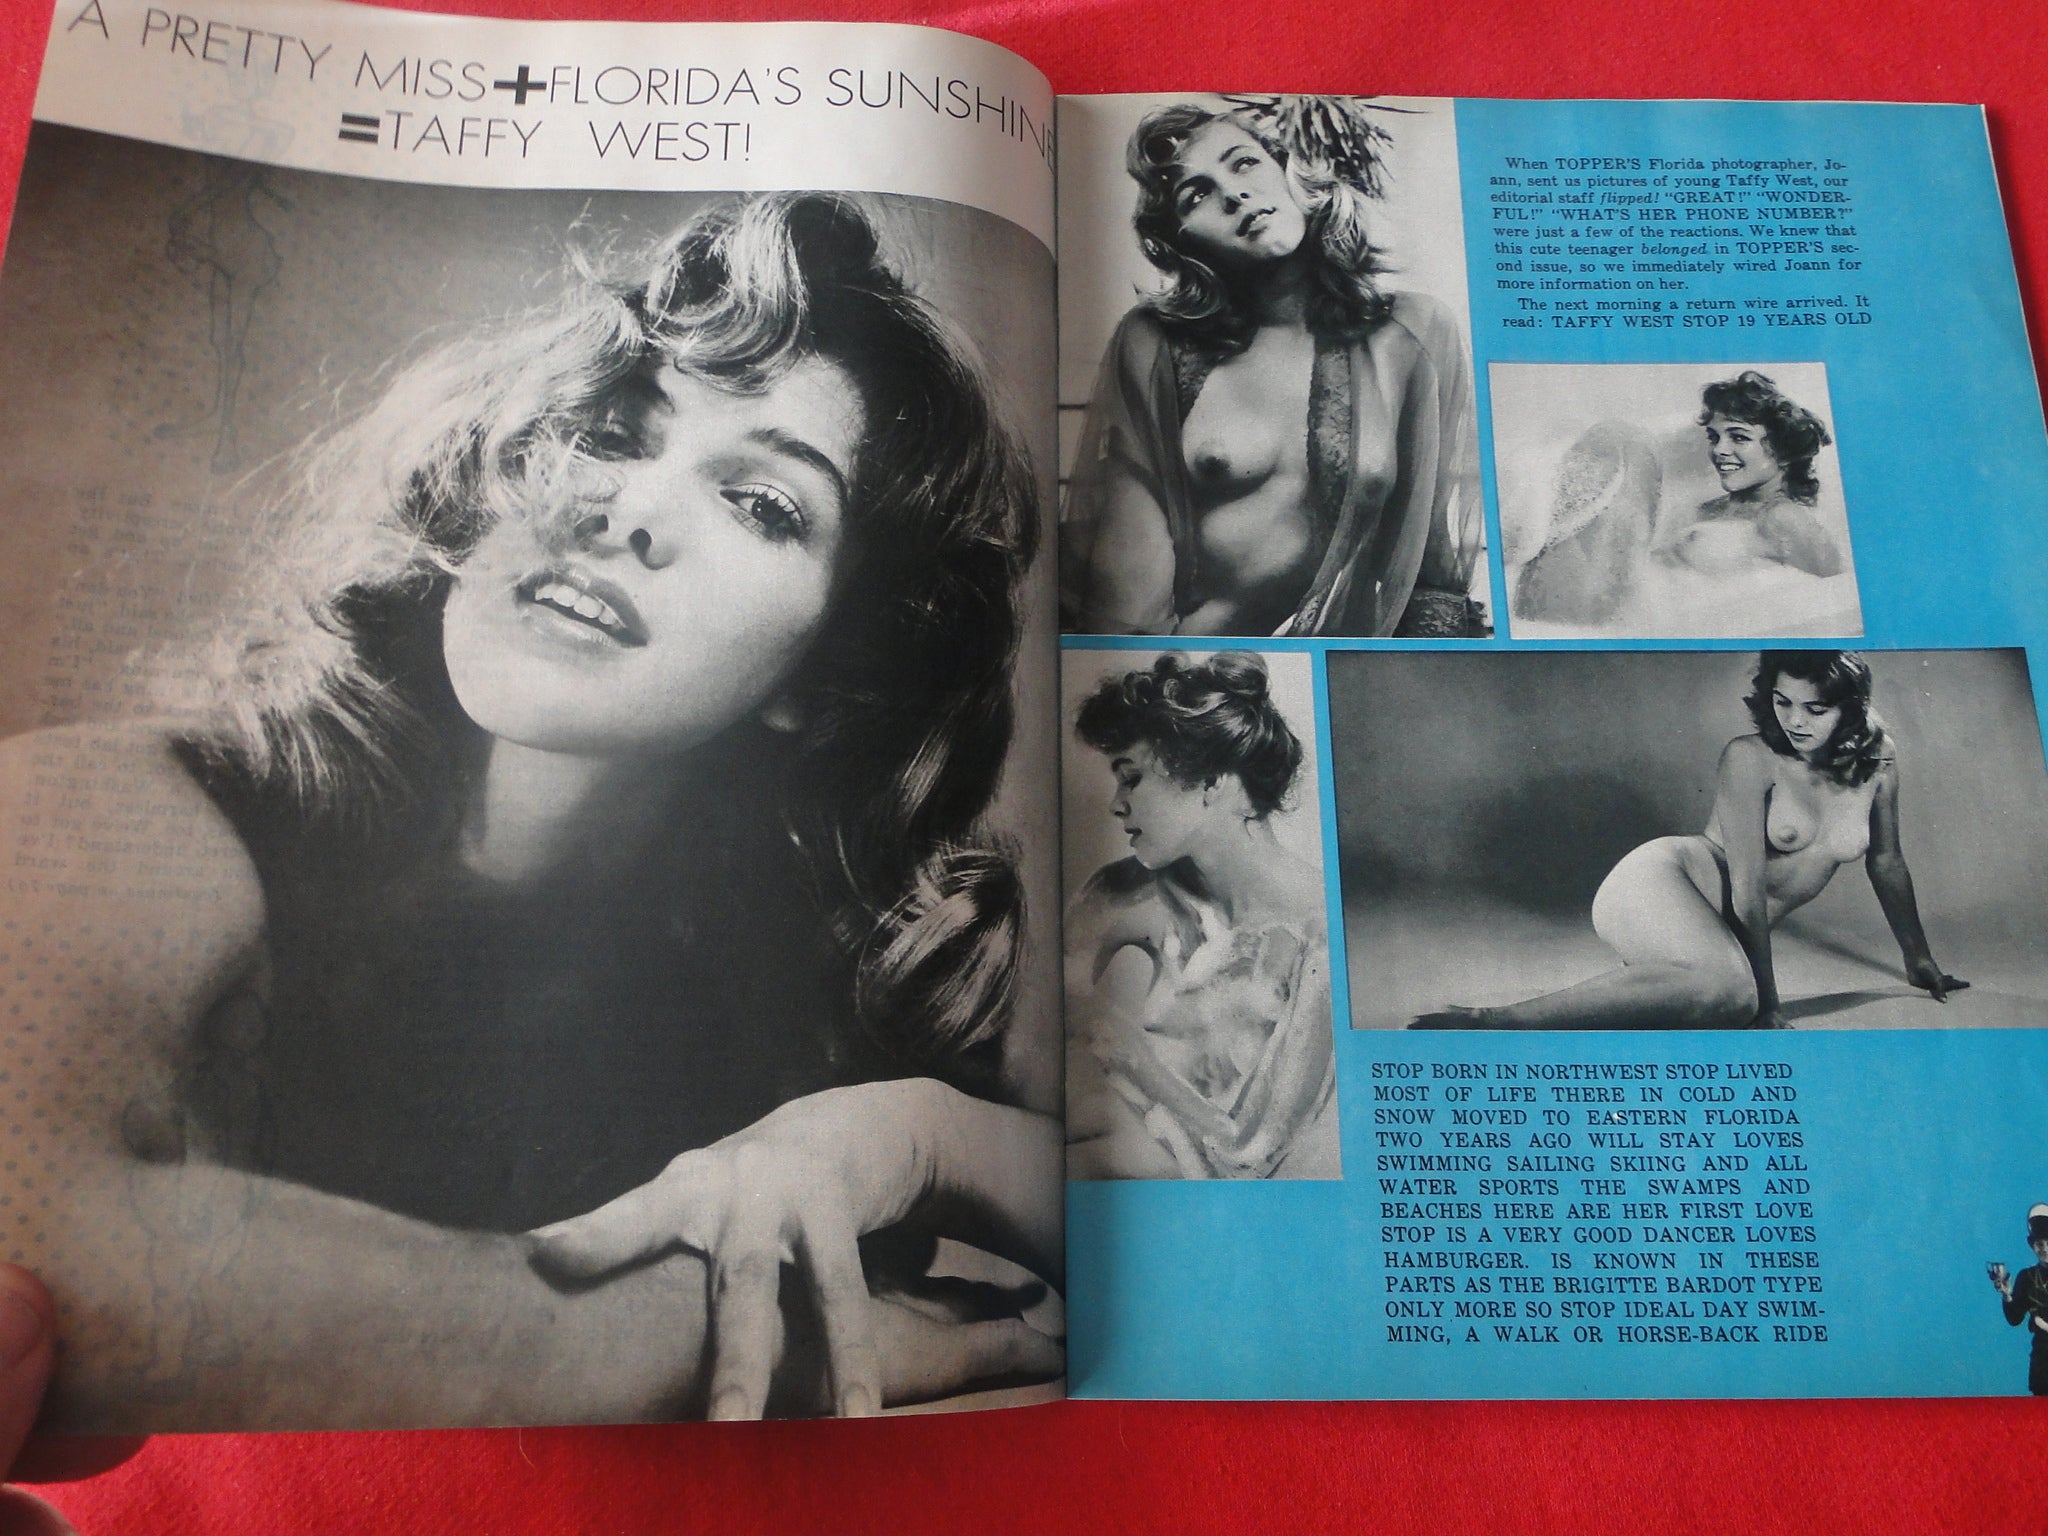 A PRETTY MISS+FLORIDA'S SUNSHINE
=TAFFY WEST!
When TOPPER'S Florida photographer, Jo-
ann, sent us pictures of young Taffy West, our
editorial staff flipped! "GREAT!" "WONDER-
FUL!" "WHAT'S HER PHONE NUMBER?"
were just a few of the reactions. We knew that
this cute teenager belonged in TOPPER'S sec-
ond issue, so we immediately wired Joann for
more information on her.
The next morning a return wire arrived. It
read: TAFFY WEST STOP 19 YEARS OLD
STOP BORN IN NORTHWEST STOP LIVED
MOST OF LIFE THERE IN COLD AND
SNOW MOVED TO EASTERN FLORIDA
TWO YEARS AGO WILL STAY LOVES
SWIMMING SAILING SKIING AND ALL
WATER SPORTS THE SWAMPS AND
BEACHES HERE ARE HER FIRST LOVE
STOP IS A VERY GOOD DANCER LOVES
HAMBURGER. IS KNOWN IN THESE
PARTS AS THE BRIGITTE BARDOT TYPE
ONLY MORE SO STOP IDEAL DAY SWIM-
MING, A WALK OR HORSE-BACK RIDE